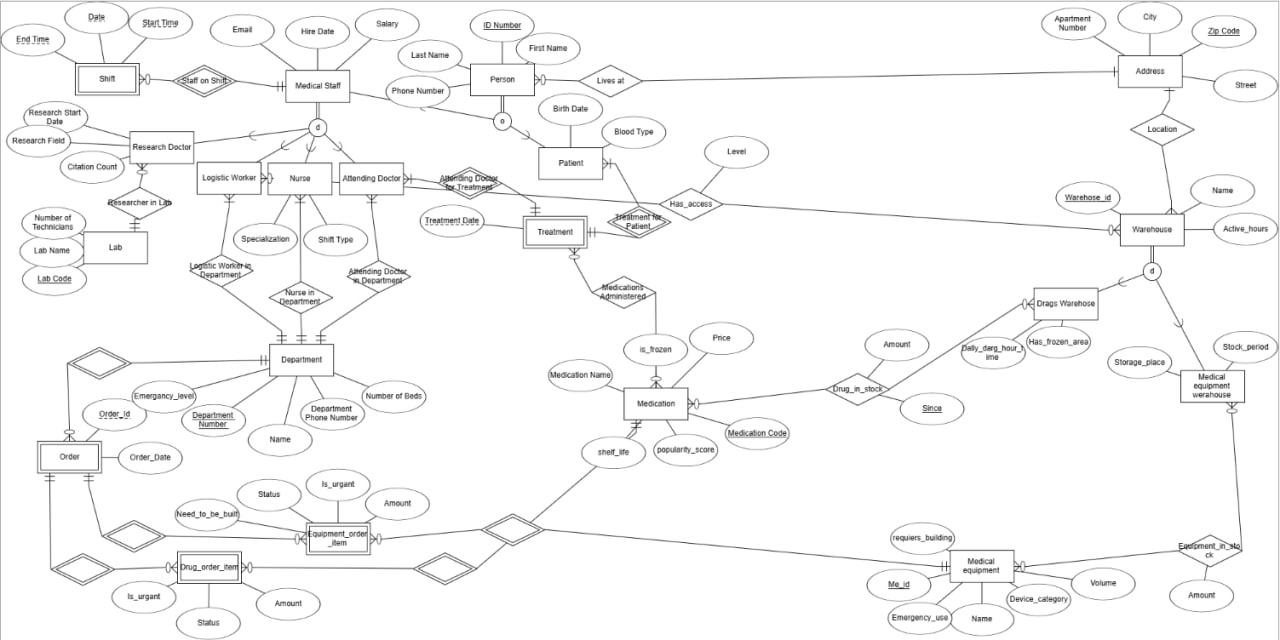 Date
Start Time
End Time
Shift
Staff on Shift
Email
Hire Date
Salary
Medical Staff
ID Number
Last Name
First Name
Person
Phone Number
Lives at
Apartment
Number
City
Zip Code
Address
Street
Location
Research Start
Date
Research Field
Citation Count
Research Doctor
Researcher in Lab
Number of
Technicians
Lab Name
Lab Code
Lab
d
o
Birth Date
Blood Type
Patient
Logistic Worker
Nurse
Attending Doctor
Attending Doctor
for Treatment
Treatment Date
Treatment
Treatment for
Patient
Level
Has_access
Warehose_id
Name
Warehouse
Active_hours
d
Specialization
Shift Type
Logistic Worker in
Department
Nurse in
Department
Attending Doctor
in Department
Medications
Administered
Drags Warehose
Daily_darg_hour_t
ime
Has_frozen_area
Storage_place
Stock_period
Medical
equipment
werahouse
Department
Emergancy_level
Department
Number
Name
Department
Phone Number
Number of Beds
is_frozen
Price
Medication Name
Medication
Medication Code
shelf_life
popularity_score
Amount
Drug_in_stock
Since
Order_Id
Order
Order_Date
Status
Is_urgant
Amount
Need_to_be_built
Equipment_order
_item
Drug_order_item
Is_urgant
Status
Amount
requiers_building
Me_id
Medical
equipment
Emergency_use
Name
Device_category
Volume
Equipment_in_sto
ck
Amount